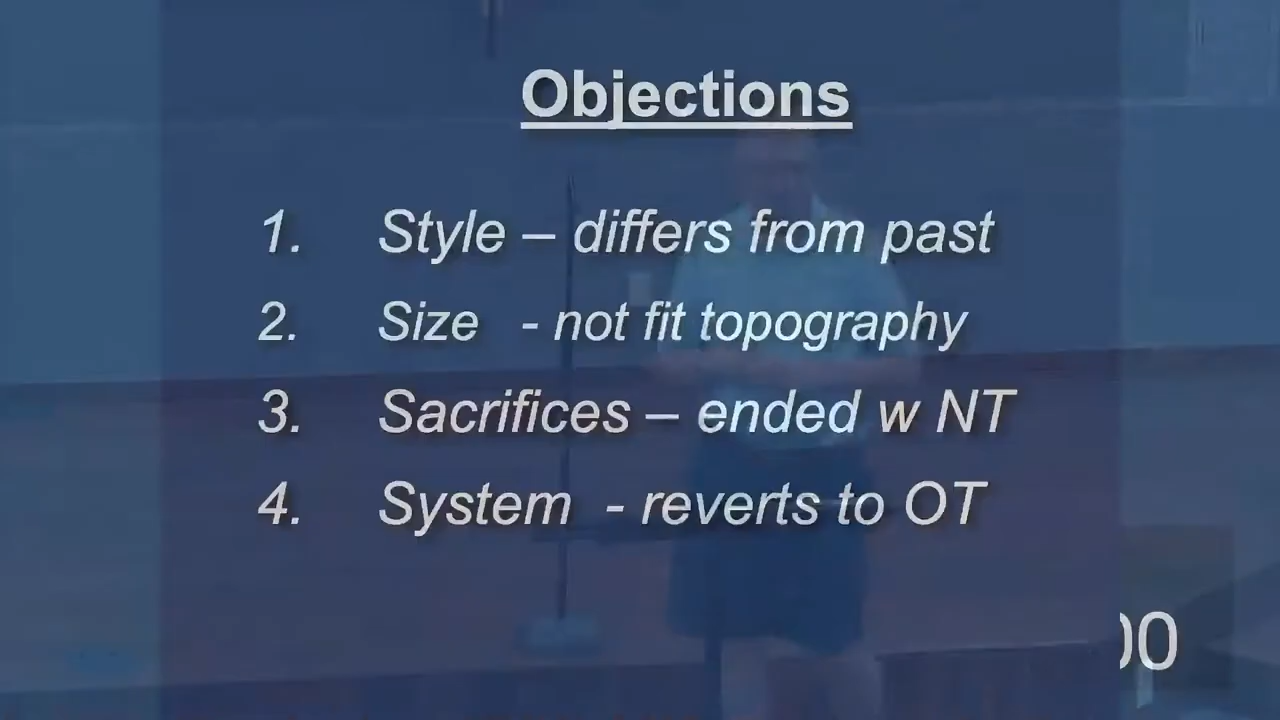 Objections
1. Style – differs from past
2. Size - not fit topography
3. Sacrifices – ended w NT
4. System - reverts to OT